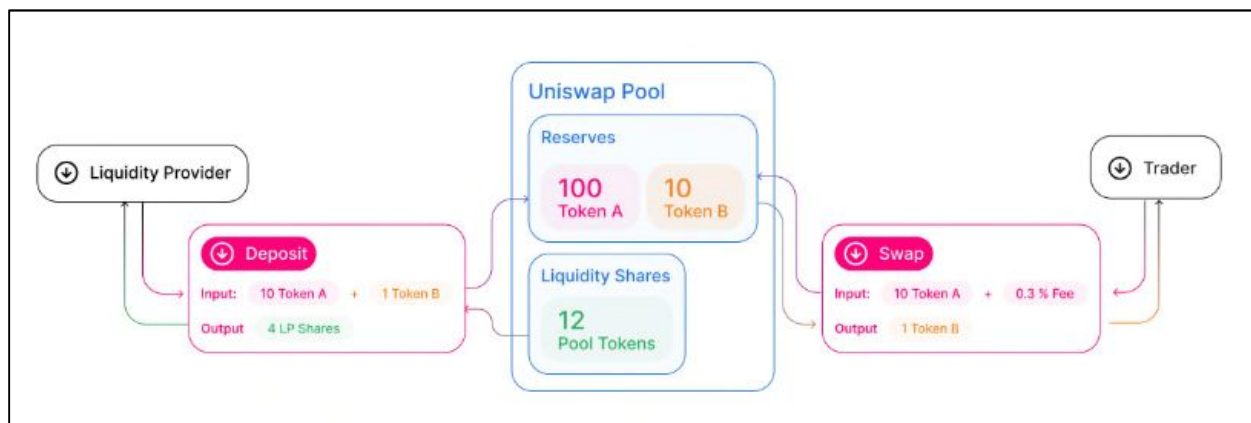 Liquidity Provider
Deposit
Input: 10 Token A + 1 Token B
Output 4 LP Shares
Uniswap Pool
Reserves
100
Token A
10
Token B
Liquidity Shares
12
Pool Tokens
Trader
Swap
Input: 10 Token A + 0.3 % Fee
Output 1 Token B